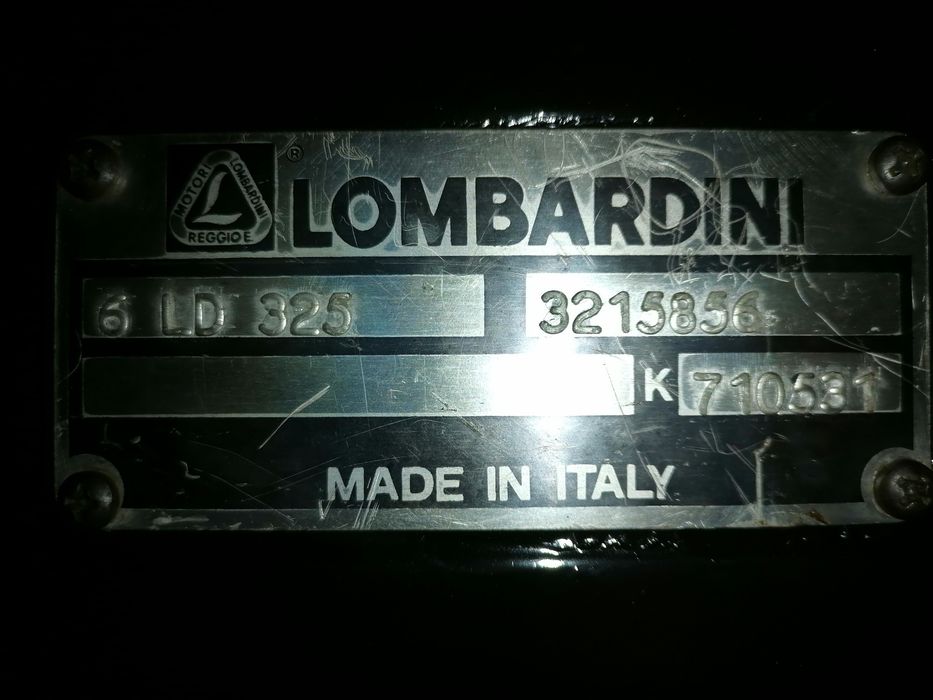 MOTORI LOMBARDINI REGGIO E. ® LOMBARDINI
6 LD 325 3215856
K 710531
MADE IN ITALY